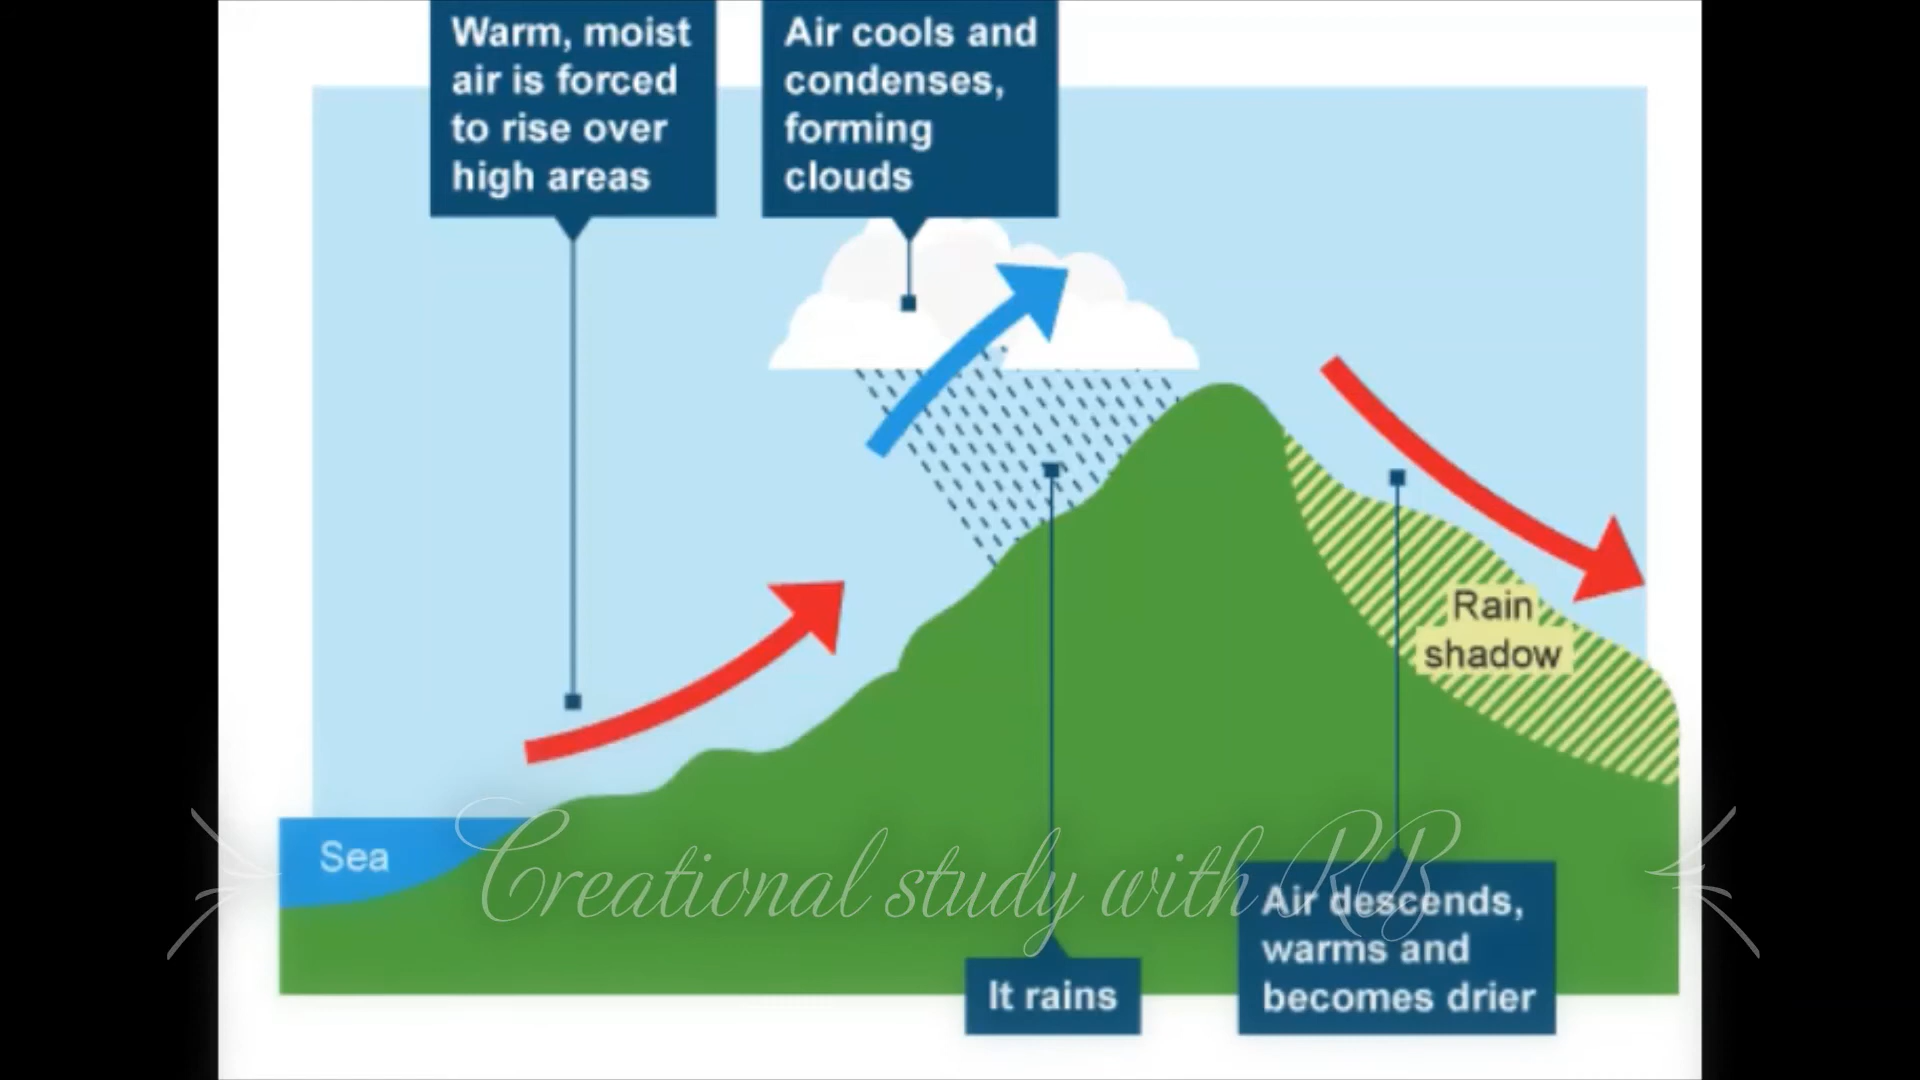 Warm, moist
air is forced
to rise over
high areas
Air cools and
condenses,
forming
clouds
Rain
shadow
Sea
Creational study with RB
Air descends,
warms and
becomes drier
It rains